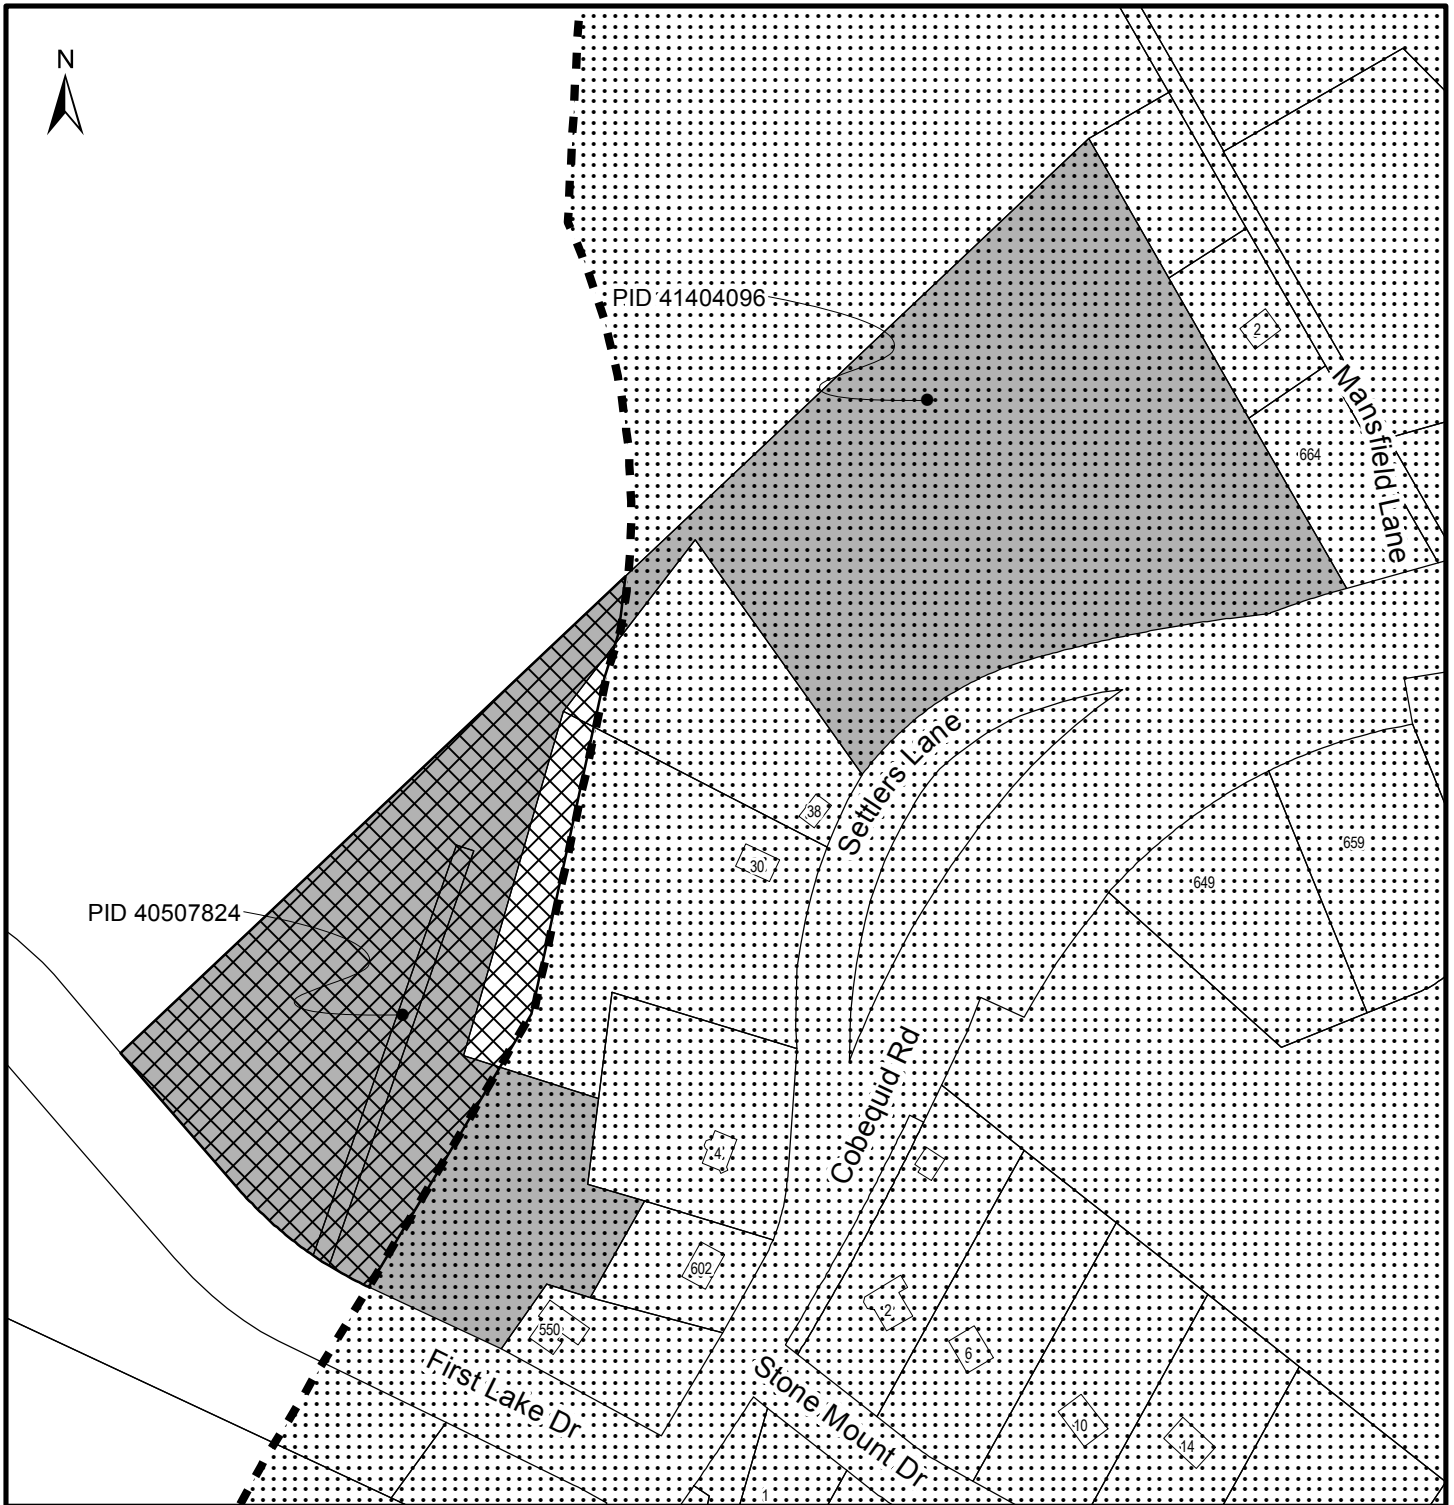 N
PID 41404096
2
Mansfield Lane
664
38
Settlers Lane
30
659
649
PID 40507824
Cobequid Rd
4
602
2
550
6
First Lake Dr
Stone Mount Dr
10
14
1